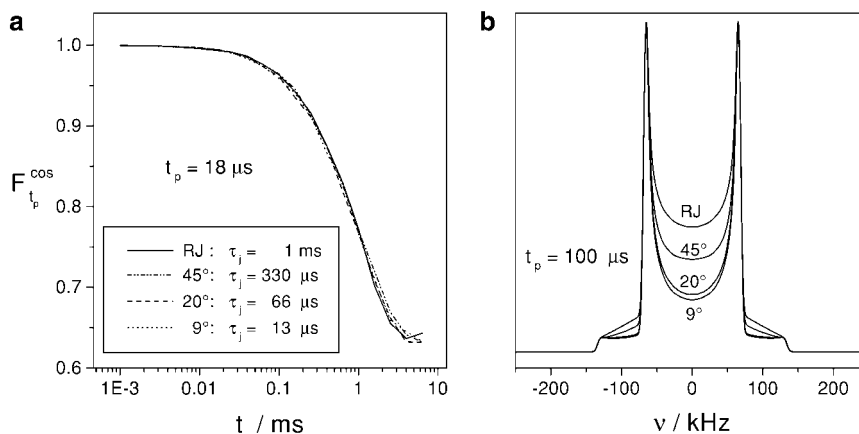 a
F_{t_p}^{cos}
1.0
0.9
0.8
0.7
0.6
t_p = 18 μs
RJ : τ_j = 1 ms
45°: τ_j = 330 μs
20°: τ_j = 66 μs
9°: τ_j = 13 μs
1E-3 0.01 0.1 1 10
t / ms
b
t_p = 100 μs
RJ
45°
20°
9°
-200 -100 0 100 200
ν / kHz